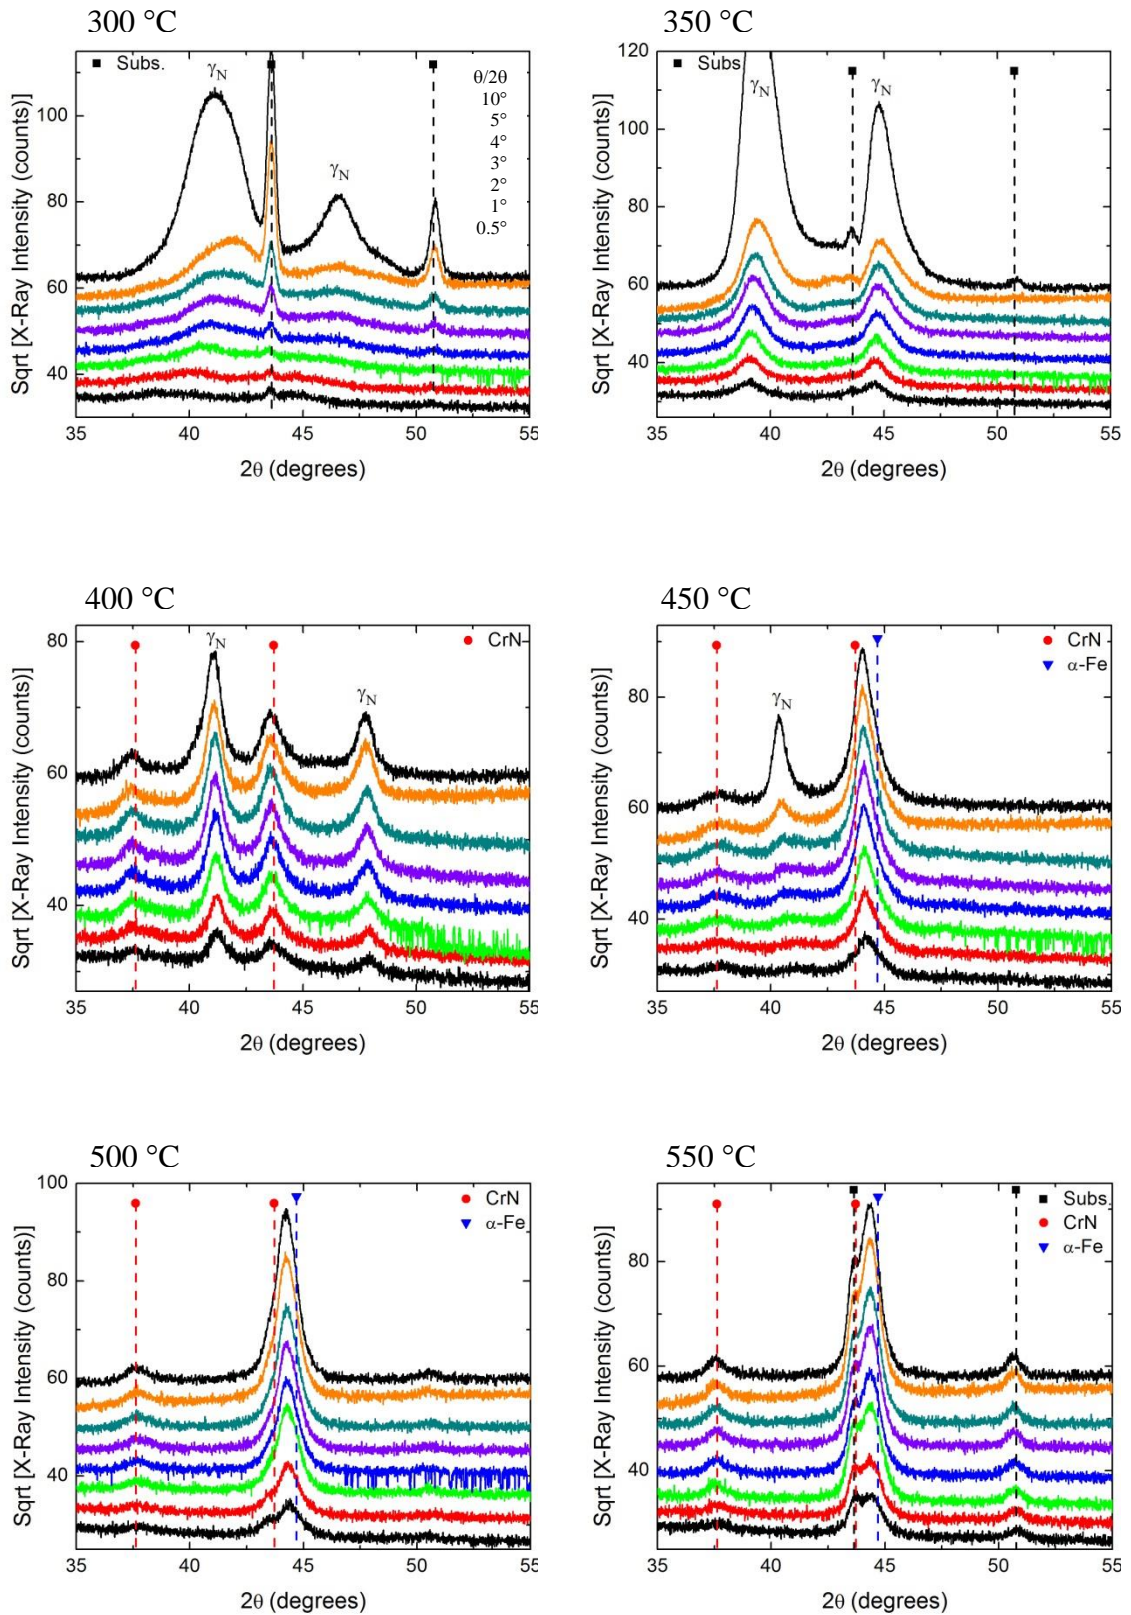 300 °C
Subs.
γN
γN
θ/2θ
10°
5°
4°
3°
2°
1°
0.5°
100
80
60
40
Sqrt [X-Ray Intensity (counts)]
35 40 45 50 55
2θ (degrees)
350 °C
Subs
γN
γN
120
100
80
60
40
Sqrt [X-Ray Intensity (counts)]
35 40 45 50 55
2θ (degrees)
400 °C
γN
γN
CrN
80
60
40
Sqrt [X-Ray Intensity (counts)]
35 40 45 50 55
2θ (degrees)
450 °C
γN
CrN
α-Fe
80
60
40
Sqrt [X-Ray Intensity (counts)]
35 40 45 50 55
2θ (degrees)
500 °C
CrN
α-Fe
100
80
60
40
Sqrt [X-Ray Intensity (counts)]
35 40 45 50 55
2θ (degrees)
550 °C
Subs.
CrN
α-Fe
80
60
40
Sqrt [X-Ray Intensity (counts)]
35 40 45 50 55
2θ (degrees)